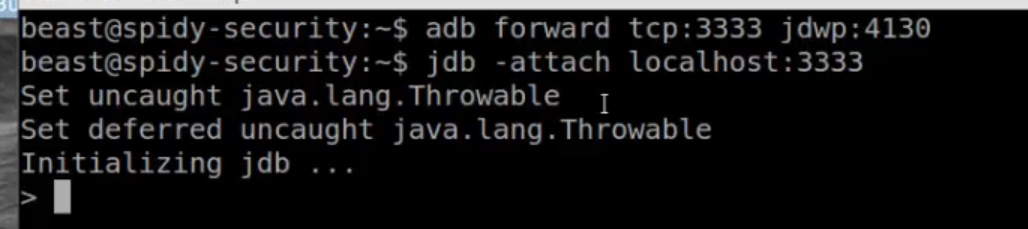 beast@spidy-security:~$ adb forward tcp:3333 jdwp:4130
beast@spidy-security:~$ jdb -attach localhost:3333
Set uncaught java.lang.Throwable
Set deferred uncaught java.lang.Throwable
Initializing jdb ...
>